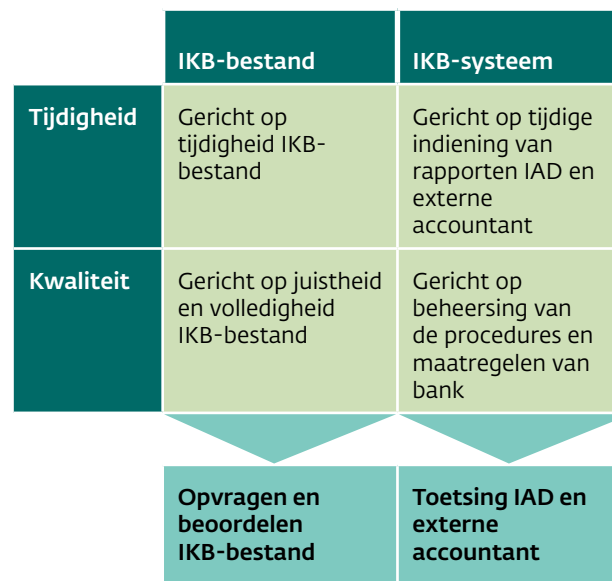 IKB-bestand
IKB-systeem
Tijdigheid
Gericht op
tijdigheid IKB-
bestand
Gericht op tijdige
indiening van
rapporten IAD en
externe
accountant
Kwaliteit
Gericht op juistheid
en volledigheid
IKB-bestand
Gericht op
beheersing van
de procedures en
maatregelen van
bank
Opvragen en
beoordelen
IKB-bestand
Toetsing IAD en
externe
accountant